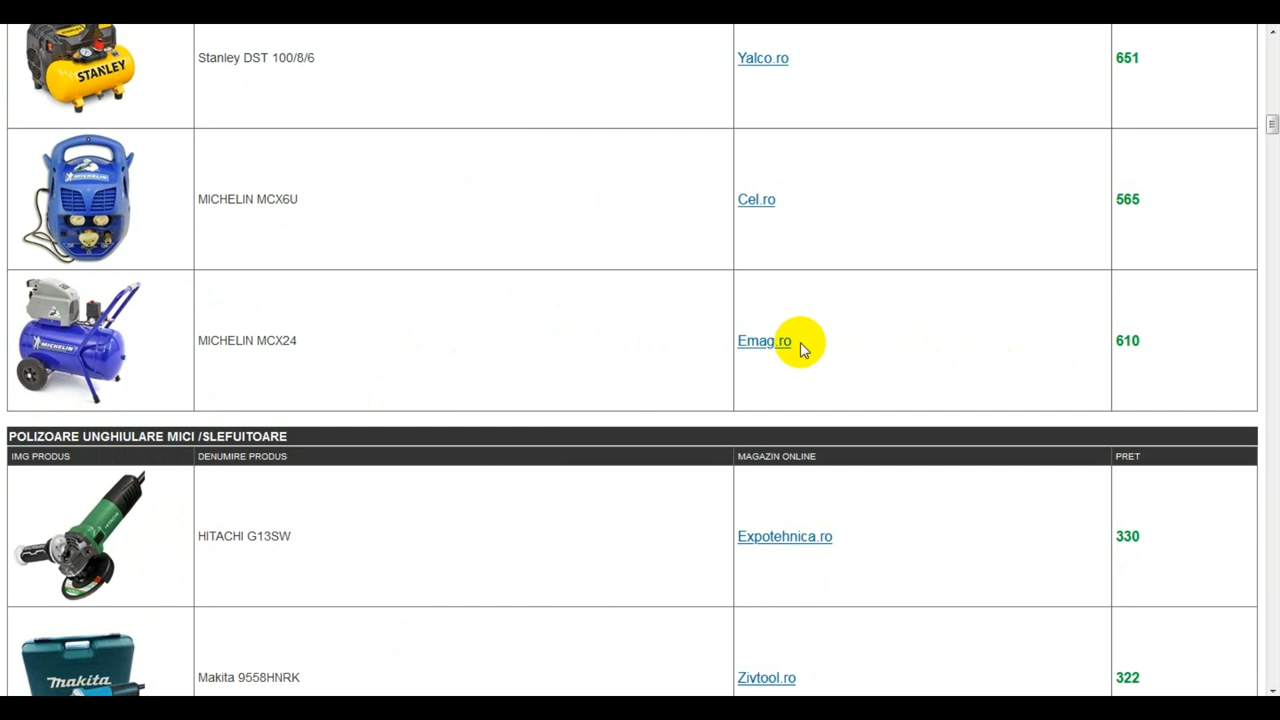 STANLEY
Stanley DST 100/8/6
Yalco.ro
651
MICHELIN
MICHELIN MCX6U
Cel.ro
565
MICHELIN
MICHELIN MCX24
Emag.ro
610
POLIZOARE UNGHIULARE MICI /SLEFUITOARE
IMG PRODUS
DENUMIRE PRODUS
MAGAZIN ONLINE
PRET
HITACHI G13SW
Expotehnica.ro
330
makita
Makita 9558HNRK
Zivtool.ro
322